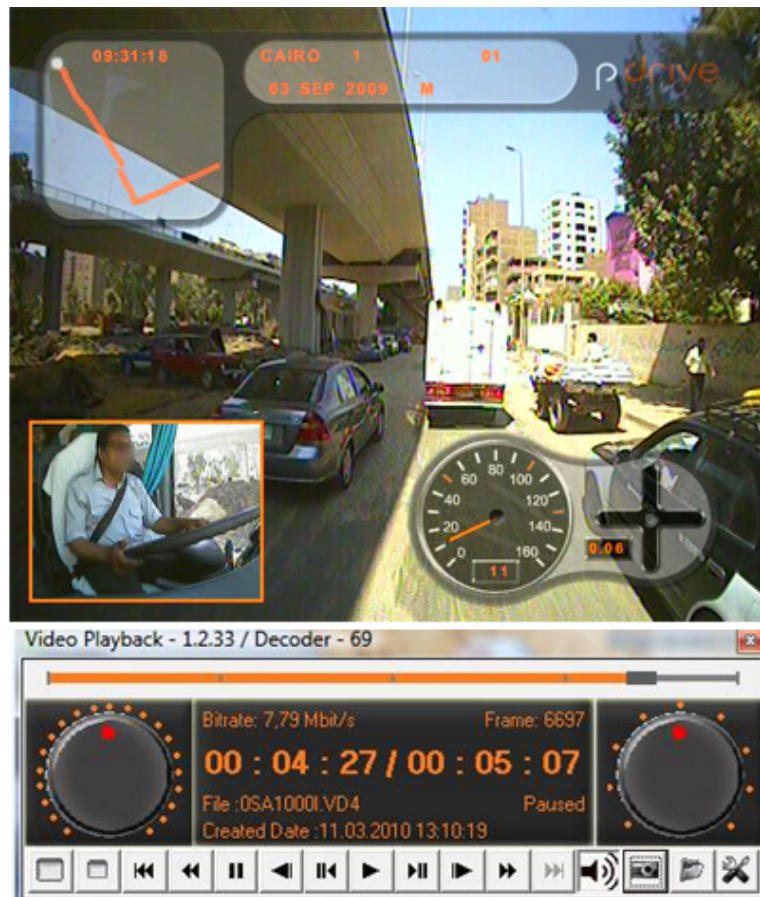 09:31:18
CAIRO 1 01
03 SEP 2009 M
pdrive
0 20 40 60 80 100 120 140 160
11
0.06
Video Playback - 1.2.33 / Decoder - 69
Bitrate: 7,79 Mbit/s Frame: 6697
00 : 04 : 27 / 00 : 05 : 07
File :0SA1000I.VD4 Paused
Created Date :11.03.2010 13:10:19